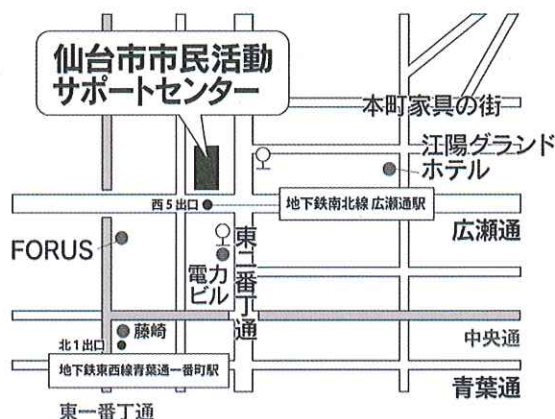 仙台市市民活動
サポートセンター
本町家具の街
江陽グランド
ホテル
西5出口
地下鉄南北線 広瀬通駅
広瀬通
FORUS
電力
ビル
東二番丁通
藤崎
中央通
北1出口
地下鉄東西線青葉通一番町駅
青葉通
東一番丁通